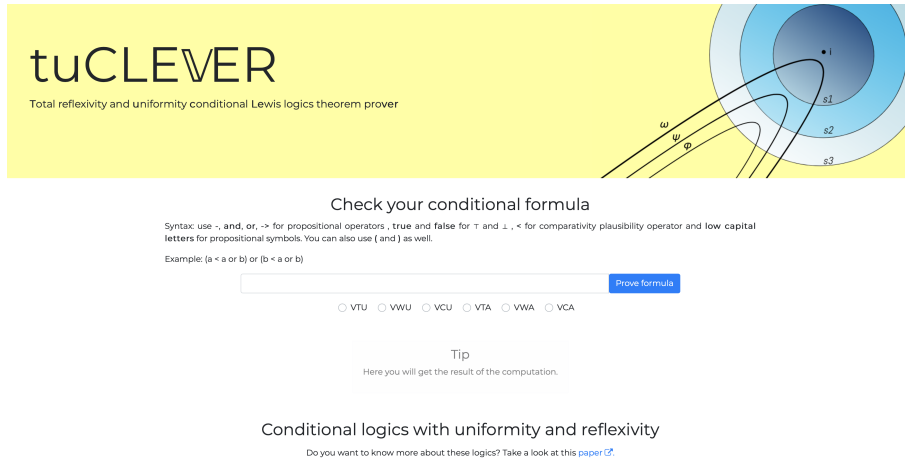 tuCLEVER
Total reflexivity and uniformity conditional Lewis logics theorem prover
i
s1
s2
s3
ω
Ψ
Φ
Check your conditional formula
Syntax: use -, and, or, -> for propositional operators , true and false for ⊤ and ⊥ , < for comparativity plausibility operator and low capital
letters for propositional symbols. You can also use ( and ) as well.
Example: (a < a or b) or (b < a or b)
Prove formula
VTU VWU VCU VTA VWA VCA
Tip
Here you will get the result of the computation.
Conditional logics with uniformity and reflexivity
Do you want to know more about these logics? Take a look at this paper.